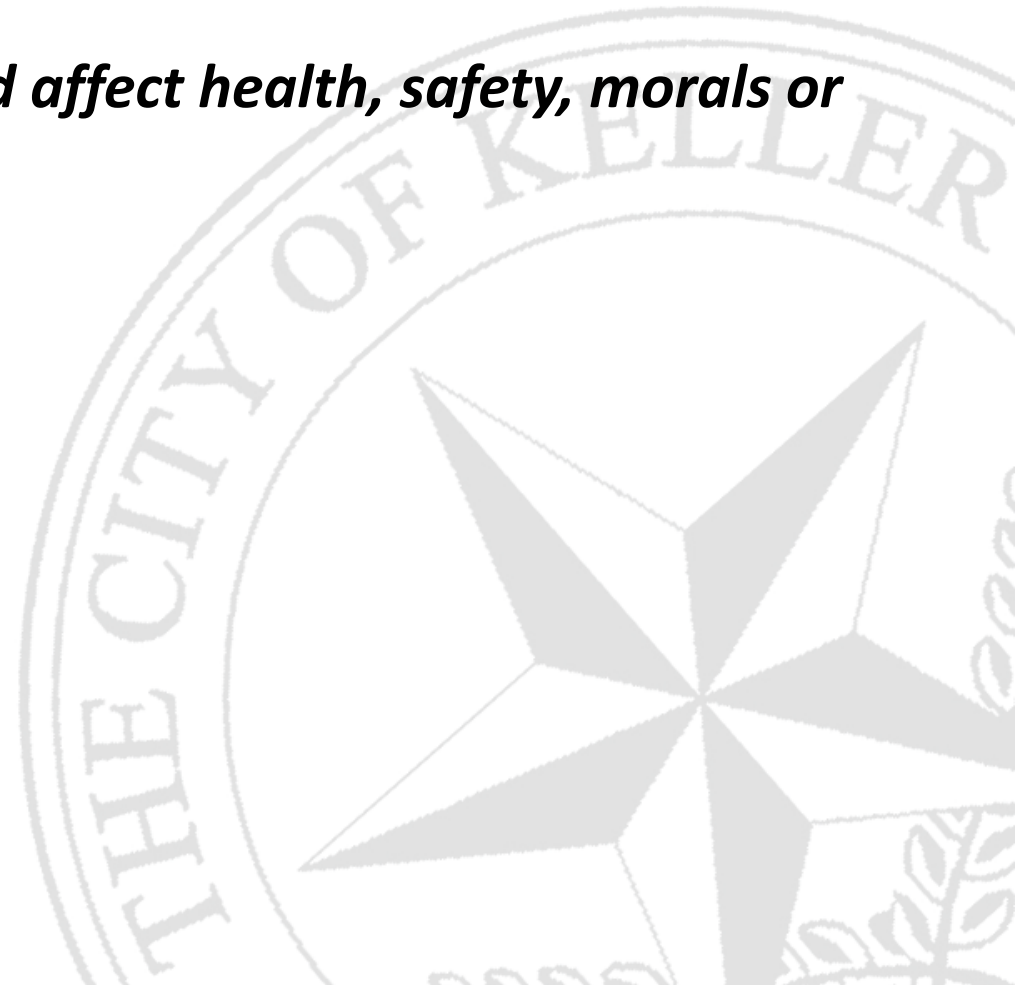 affect health, safety, morals or
THE CITY OF KELLER